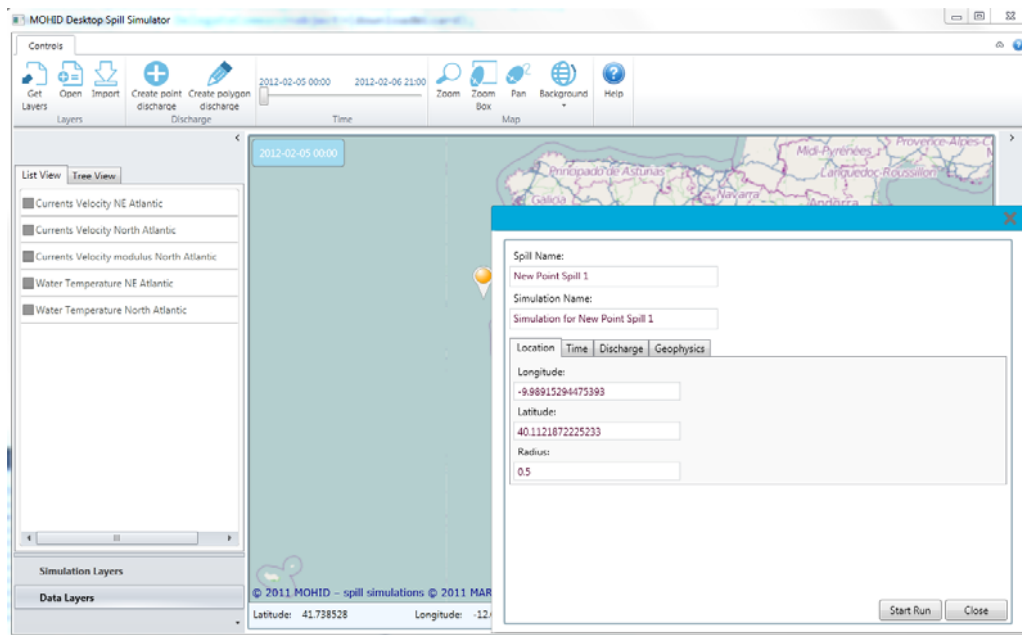 MOHID Desktop Spill Simulator
Controls
Get Layers
Open
Import
Create point discharge
Create polygon discharge
2012-02-05 00:00 2012-02-06 21:00
Zoom
Zoom Box
Pan
Background
Help
Layers
Discharge
Time
Map
List View Tree View
Currents Velocity NE Atlantic
Currents Velocity North Atlantic
Currents Velocity modulus North Atlantic
Water Temperature NE Atlantic
Water Temperature North Atlantic
Simulation Layers
Data Layers
2012-02-05 00:00
Midi-Pyrénées
Provence-Alpes-C
Principado de Asturias
Languedoc-Roussillon
Galicia
Navarra
Andorra
Spill Name:
New Point Spill 1
Simulation Name:
Simulation for New Point Spill 1
Location Time Discharge Geophysics
Longitude:
-9.98915294475393
Latitude:
40.1121872225233
Radius:
0.5
Start Run Close
© 2011 MOHID – spill simulations © 2011 MAR
Latitude: 41.738528 Longitude: -12.